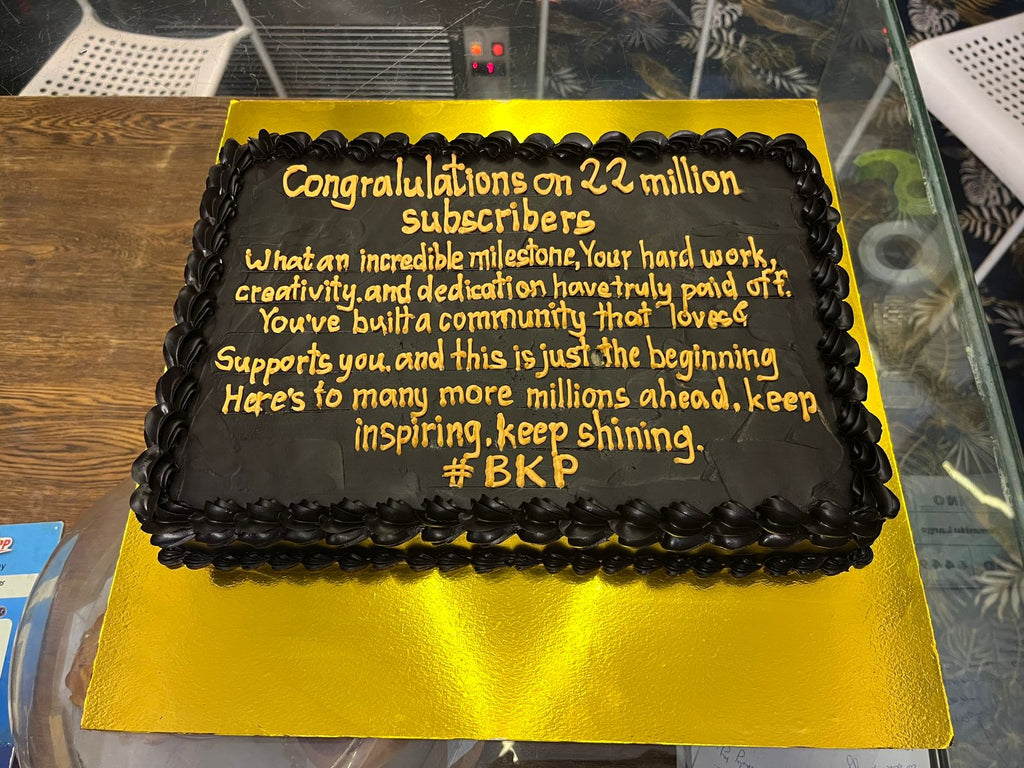 Congralulations on 22 million
subscribers
What an incredible milestone, Your hard work,
creativity. and dedication have truly paid off.
You've built a community that loves &
Supports you. and this is just the beginning
Here's to many more millions ahead. keep
inspiring. keep shining.
#BKP